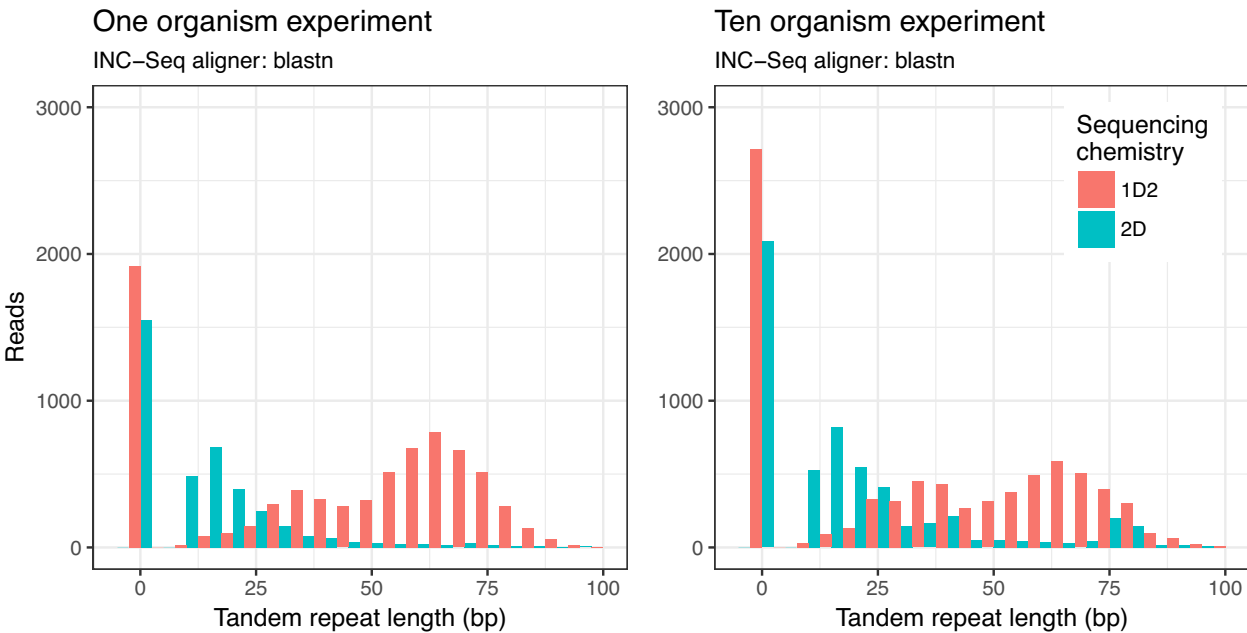 One organism experiment
INC−Seq aligner: blastn
3000
2000
1000
0
Reads
0 25 50 75 100
Tandem repeat length (bp)
Ten organism experiment
INC−Seq aligner: blastn
3000
2000
1000
0
Sequencing
chemistry
1D2
2D
0 25 50 75 100
Tandem repeat length (bp)